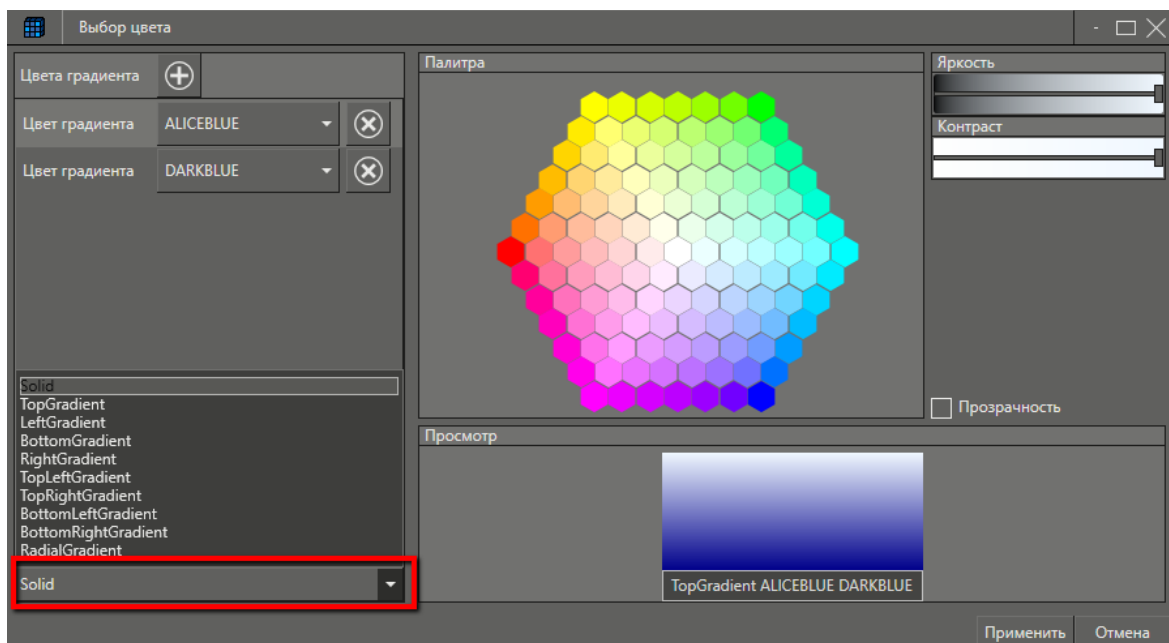 Выбор цвета
Цвета градиента
Цвет градиента ALICEBLUE
Цвет градиента DARKBLUE
Solid
TopGradient
LeftGradient
BottomGradient
RightGradient
TopLeftGradient
TopRightGradient
BottomLeftGradient
BottomRightGradient
RadialGradient
Solid
Палитра
Яркость
Контраст
Прозрачность
Просмотр
TopGradient ALICEBLUE DARKBLUE
Применить Отмена